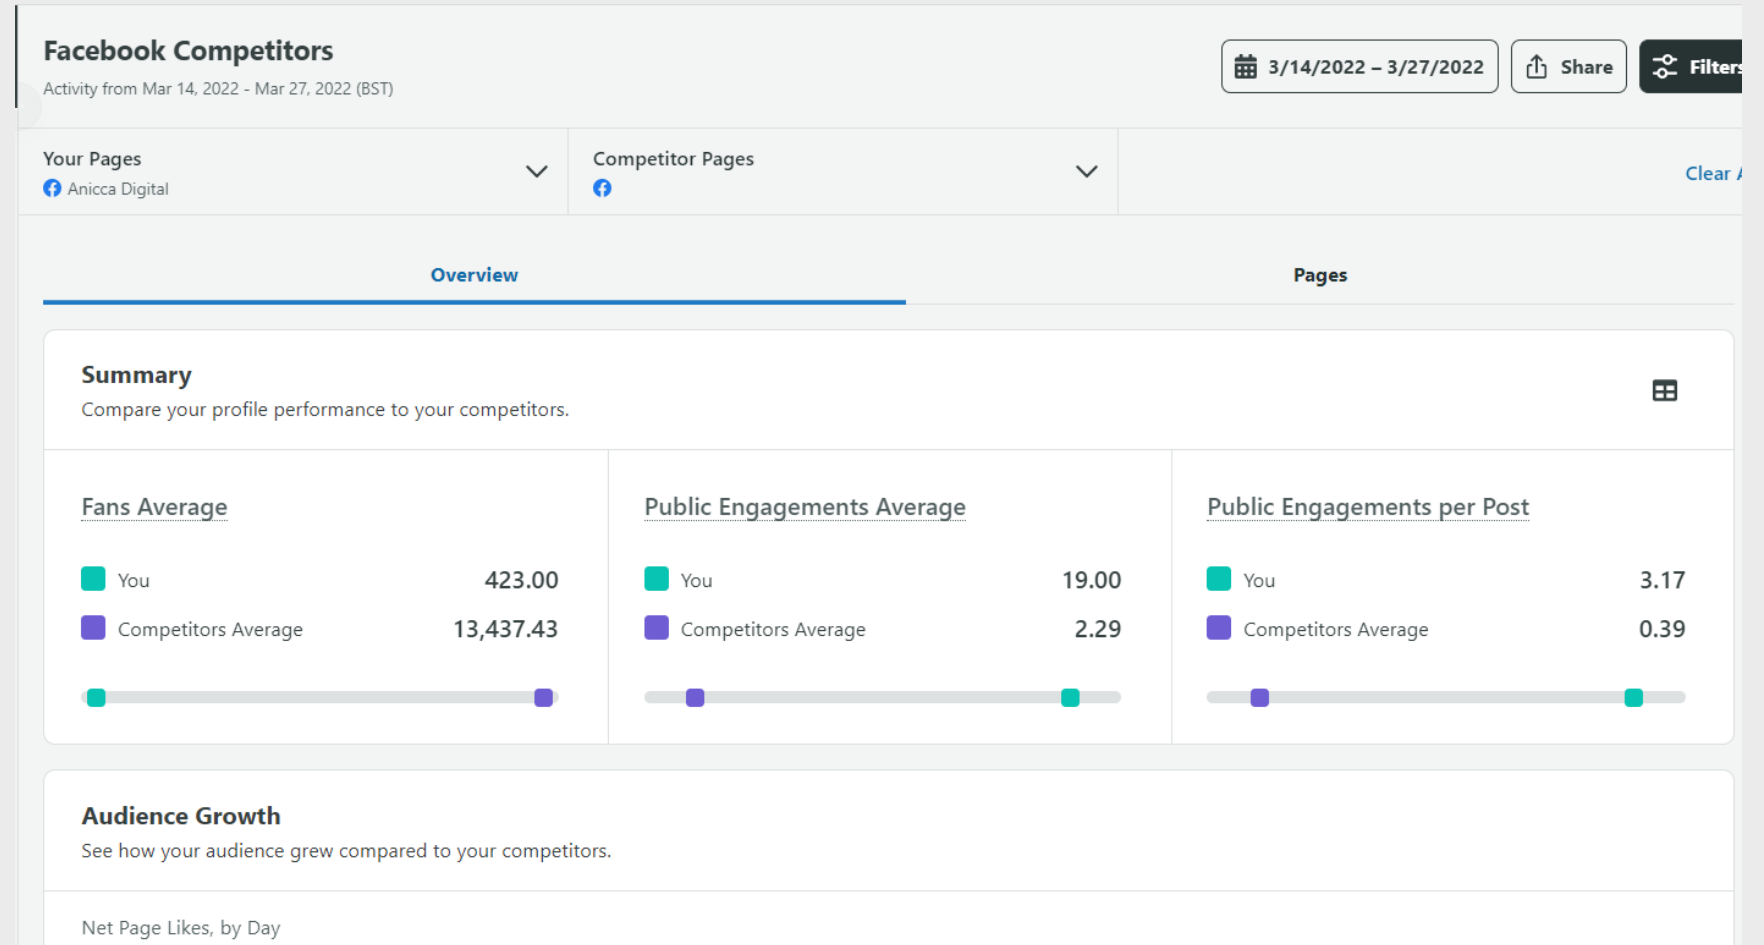 Facebook Competitors
Activity from Mar 14, 2022 - Mar 27, 2022 (BST)
3/14/2022 – 3/27/2022
Share
Filters
Your Pages
Anicca Digital
Competitor Pages
Clear A
Overview
Pages
Summary
Compare your profile performance to your competitors.
Fans Average
You 423.00
Competitors Average 13,437.43
Public Engagements Average
You 19.00
Competitors Average 2.29
Public Engagements per Post
You 3.17
Competitors Average 0.39
Audience Growth
See how your audience grew compared to your competitors.
Net Page Likes, by Day